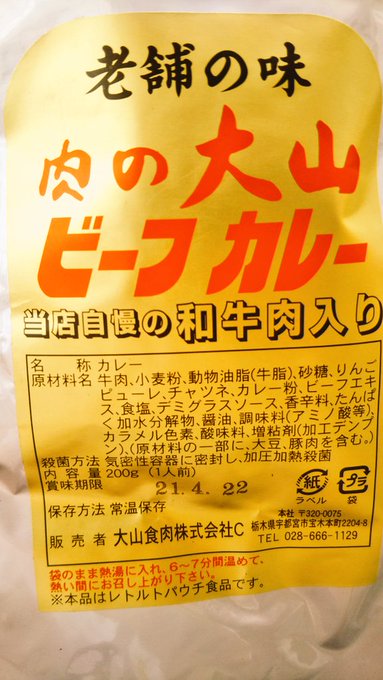 老舗の味
肉の大山
ビーフカレー
当店自慢の和牛肉入り
名　称 カレー
原材料名 牛肉、小麦粉、動物油脂(牛脂)、砂糖、りんご
ピューレ、チャツネ、カレー粉、ビーフエキ
ス、食塩、デミグラスソース、香辛料、たんぱ
く加水分解物、醤油、調味料(アミノ酸等)、
カラメル色素、酸味料、増粘剤(加工デンプ
ン)、(原材料の一部に、大豆、豚肉を含む。)
殺菌方法 気密性容器に密封し、加圧加熱殺菌
内容量 200g (1人前)
賞味期限 21.4.22
保存方法 常温保存
紙 ラベル
プラ 袋
販売者 大山食肉株式会社C
本社 〒320-0075
栃木県宇都宮市宝木本町2204-8
TEL 028-666-1129
袋のまま熱湯に入れ、6~7分間温めて、
熱い間にお召し上がり下さい。
※本品はレトルトパウチ食品です。